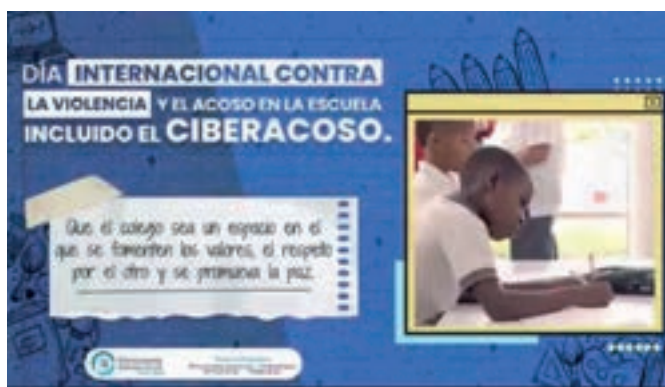 DÍA INTERNACIONAL CONTRA
LA VIOLENCIA Y EL ACOSO EN LA ESCUELA
INCLUIDO EL CIBERACOSO.
Que el colegio sea un espacio en el
que se fomenten los valores, el respeto
por el otro y se promueva la paz.